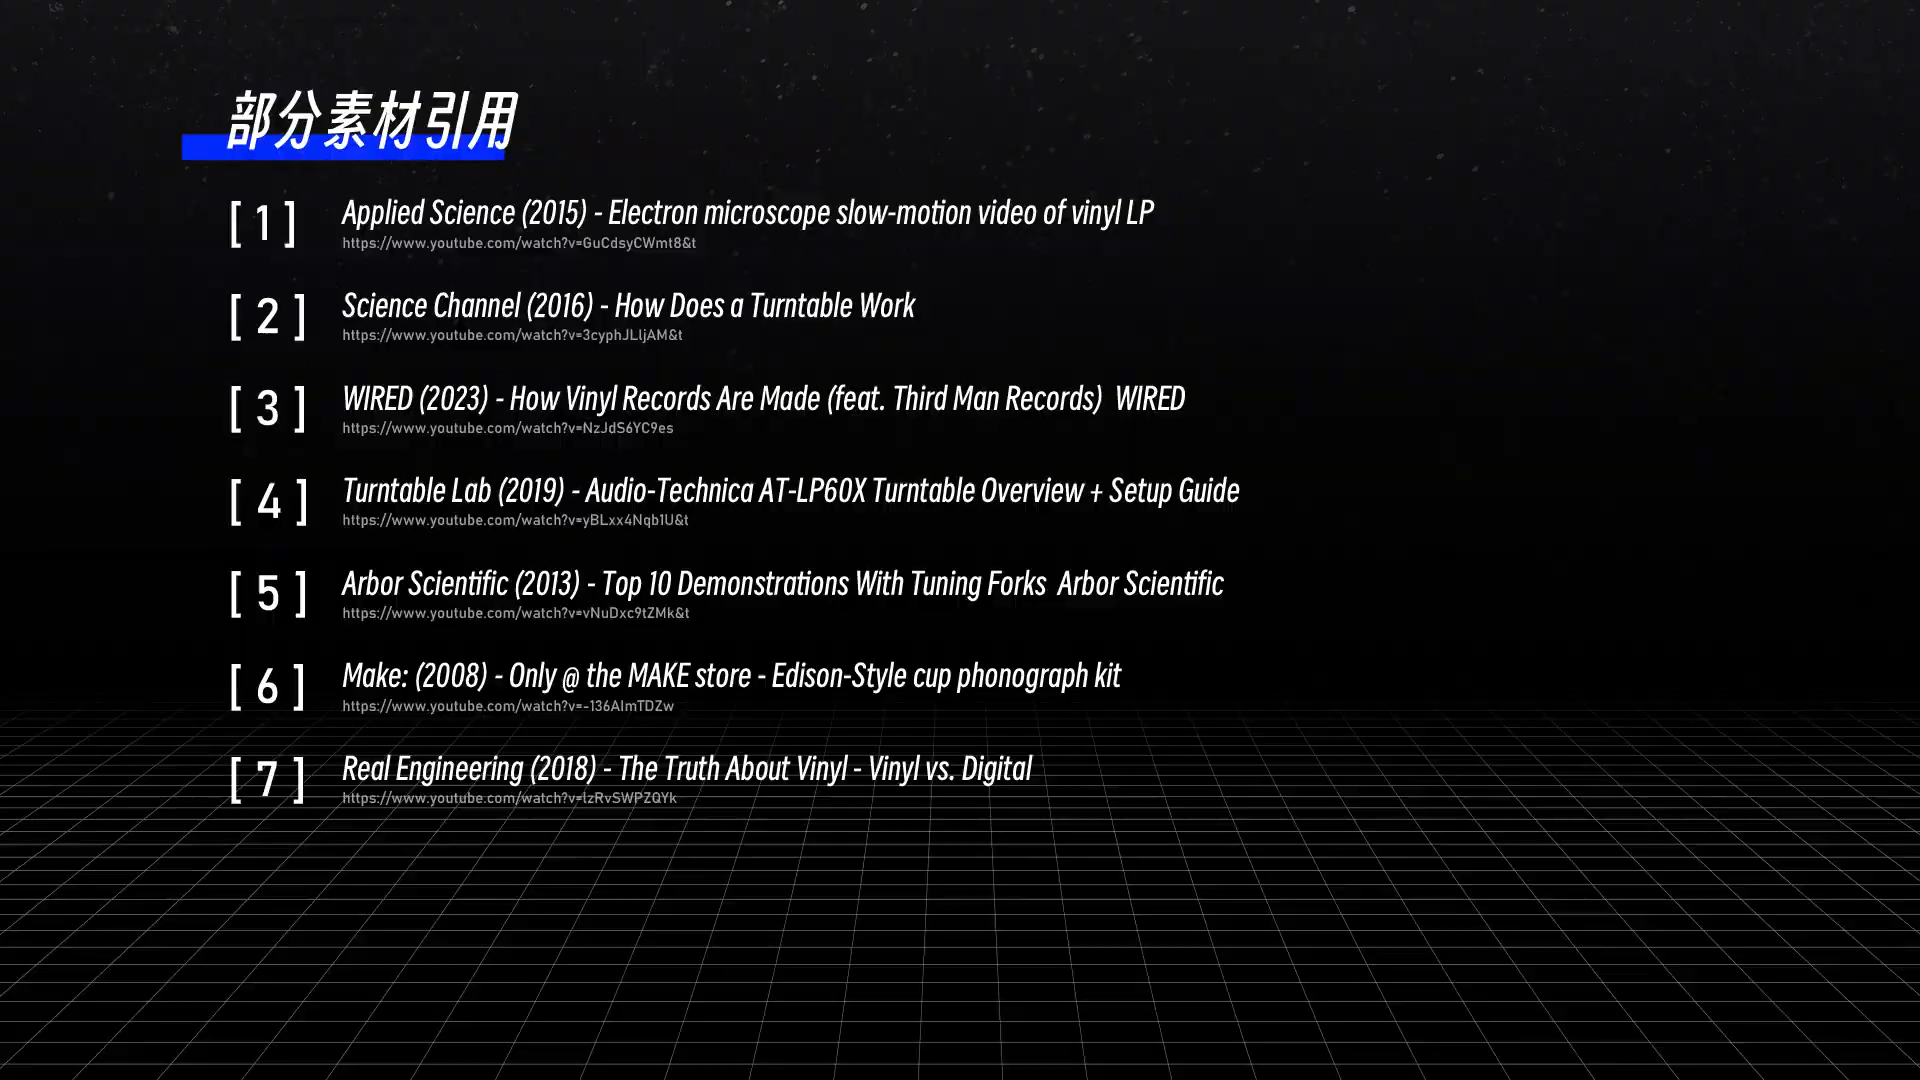 部分素材引用
[ 1 ] Applied Science (2015) - Electron microscope slow-motion video of vinyl LP
https://www.youtube.com/watch?v=GuCdsyCWmt8&t
[ 2 ] Science Channel (2016) - How Does a Turntable Work
https://www.youtube.com/watch?v=3cyphJLljAM&t
[ 3 ] WIRED (2023) - How Vinyl Records Are Made (feat. Third Man Records)  WIRED
https://www.youtube.com/watch?v=NzJdS6YC9es
[ 4 ] Turntable Lab (2019) - Audio-Technica AT-LP60X Turntable Overview + Setup Guide
https://www.youtube.com/watch?v=yBLxx4Nqb1U&t
[ 5 ] Arbor Scientific (2013) - Top 10 Demonstrations With Tuning Forks  Arbor Scientific
https://www.youtube.com/watch?v=vNuDxc9tZMk&t
[ 6 ] Make: (2008) - Only @ the MAKE store - Edison-Style cup phonograph kit
https://www.youtube.com/watch?v=-136AImTDZw
[ 7 ] Real Engineering (2018) - The Truth About Vinyl - Vinyl vs. Digital
https://www.youtube.com/watch?v=lzRvSWPZQYk